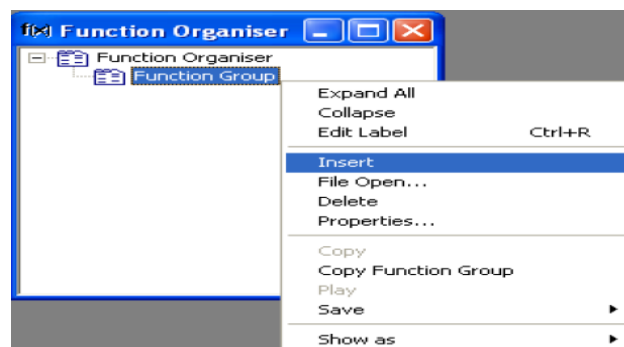 f(x) Function Organiser
Function Organiser
Function Group
Expand All
Collapse
Edit Label Ctrl+R
Insert
File Open...
Delete
Properties...
Copy
Copy Function Group
Play
Save
Show as